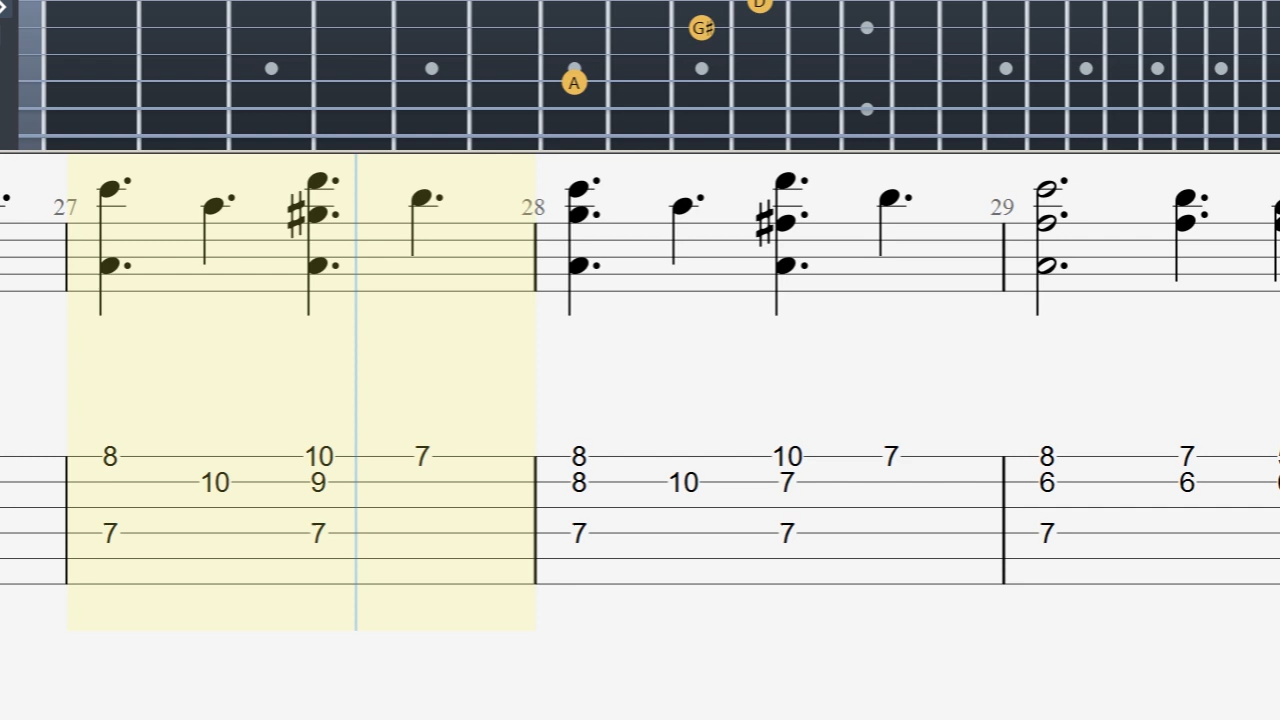 D
G♯
A
27 28 29
8 10 7 8 10 7 8 7
10 9 8 10 7 6 6
7 7 7 7 7